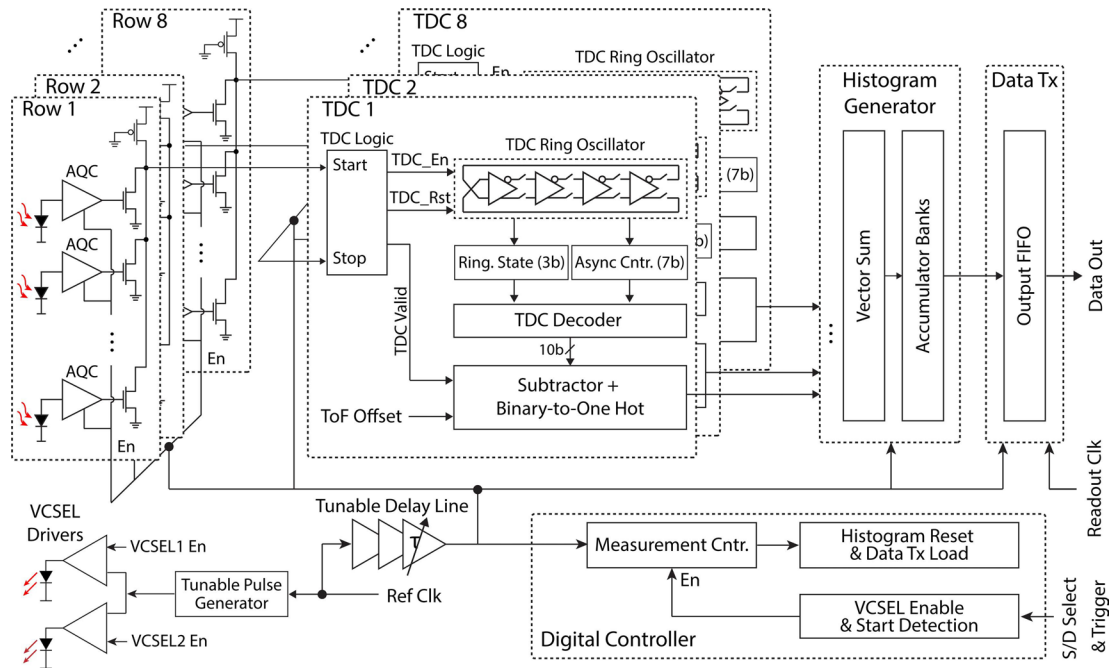 Row 8
Row 2
Row 1
AQC
AQC
AQC
En
En
TDC 8
TDC Logic
Start
En
TDC Ring Oscillator
TDC 2
TDC 1
TDC Logic
Start
Stop
TDC_En
TDC_Rst
TDC Ring Oscillator
(7b)
b)
Ring. State (3b)
Async Cntr. (7b)
TDC Decoder
10b
TDC Valid
Subtractor +
Binary-to-One Hot
ToF Offset
Histogram
Generator
Vector Sum
Accumulator Banks
Data Tx
Output FIFO
Data Out
Readout Clk
VCSEL
Drivers
VCSEL1 En
VCSEL2 En
Tunable Pulse
Generator
Tunable Delay Line
T
Ref Clk
Measurement Cntr.
Histogram Reset
& Data Tx Load
En
VCSEL Enable
& Start Detection
Digital Controller
S/D Select
& Trigger